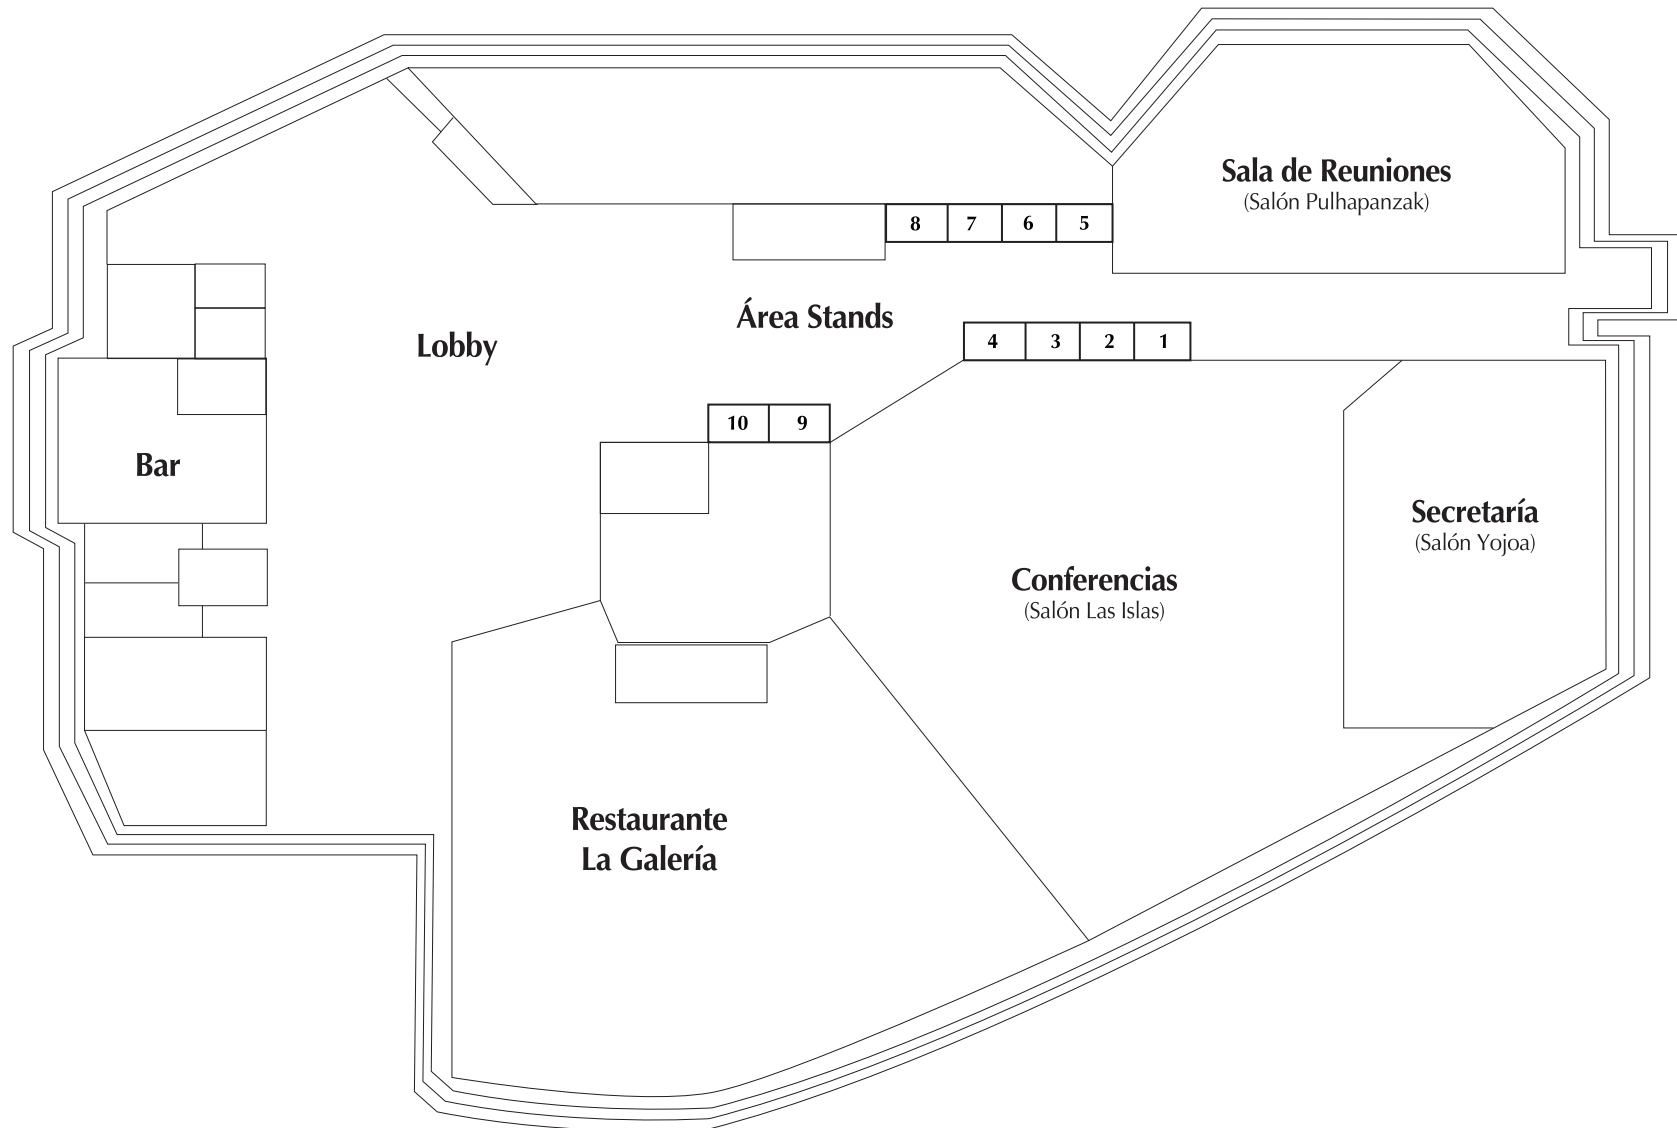 Sala de Reuniones
(Salón Pulhapanzak)
8 7 6 5
Área Stands
Lobby
4 3 2 1
10 9
Bar
Secretaría
(Salón Yojoa)
Conferencias
(Salón Las Islas)
Restaurante
La Galería